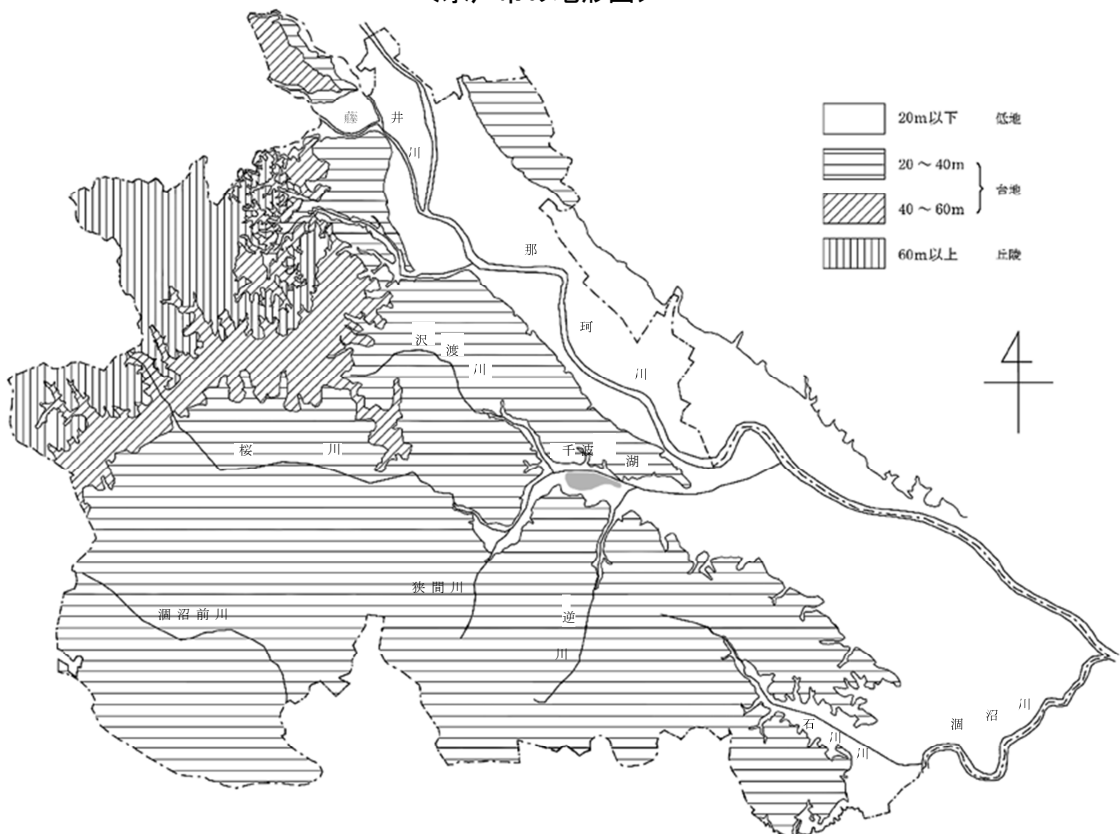 藤井川
20m以下 低地
20～40m
台地
40～60m
60m以上 丘陵
那珂川
沢渡川
千波湖
桜川
狭間川
逆川
涸沼前川
石川川
涸沼川